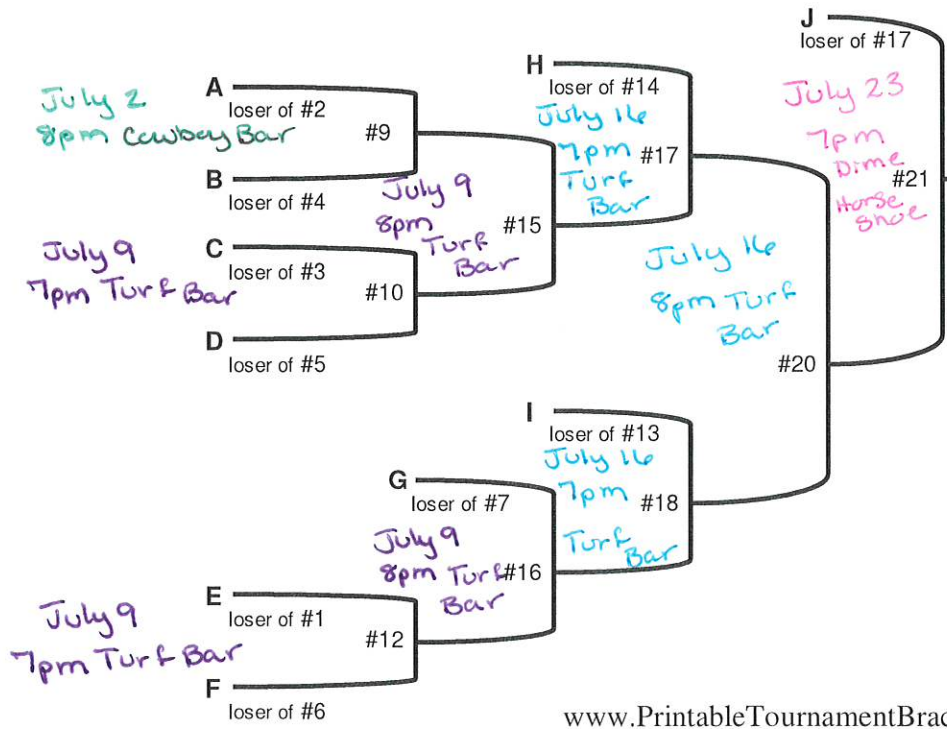 J
loser of #17
H
loser of #14
July 23
7pm
Dime
Horse
Shoe
#21
A
loser of #2
July 2
8pm Cowboy Bar
#9
July 16
7pm
Turf
Bar
#17
B
loser of #4
July 9
8pm
Turf
Bar
#15
C
loser of #3
July 9
7pm Turf Bar
#10
D
loser of #5
July 16
8pm Turf
Bar
#20
I
loser of #13
July 16
7pm
Turf
Bar
#18
G
loser of #7
July 9
8pm Turf
Bar
#16
E
loser of #1
July 9
7pm Turf Bar
#12
F
loser of #6
www.PrintableTournamentBrac